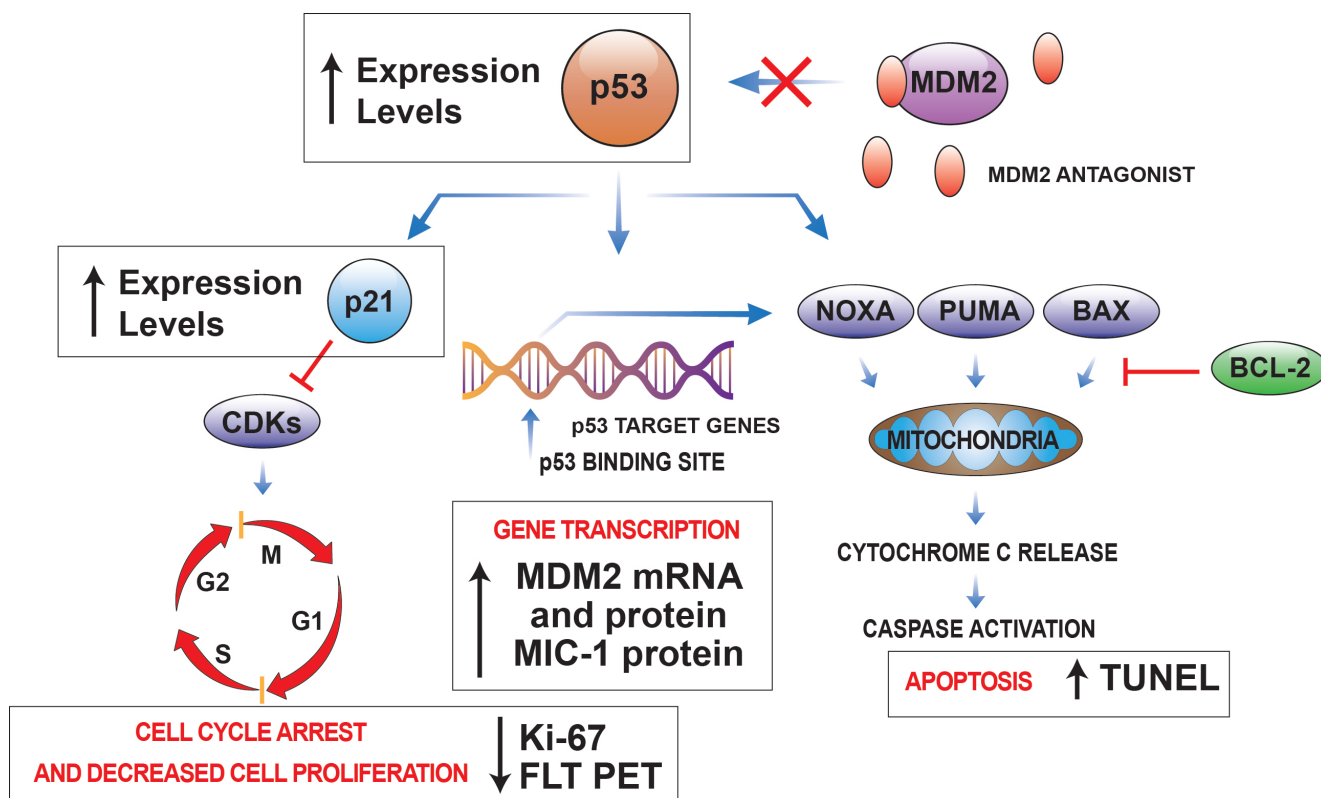 Expression
Levels
p53
MDM2
MDM2 ANTAGONIST
Expression
Levels
p21
NOXA
PUMA
BAX
BCL-2
CDKs
p53 TARGET GENES
p53 BINDING SITE
MITOCHONDRIA
GENE TRANSCRIPTION
MDM2 mRNA
and protein
MIC-1 protein
CYTOCHROME C RELEASE
CASPASE ACTIVATION
APOPTOSIS
TUNEL
M
G2
G1
S
CELL CYCLE ARREST
AND DECREASED CELL PROLIFERATION
Ki-67
FLT PET